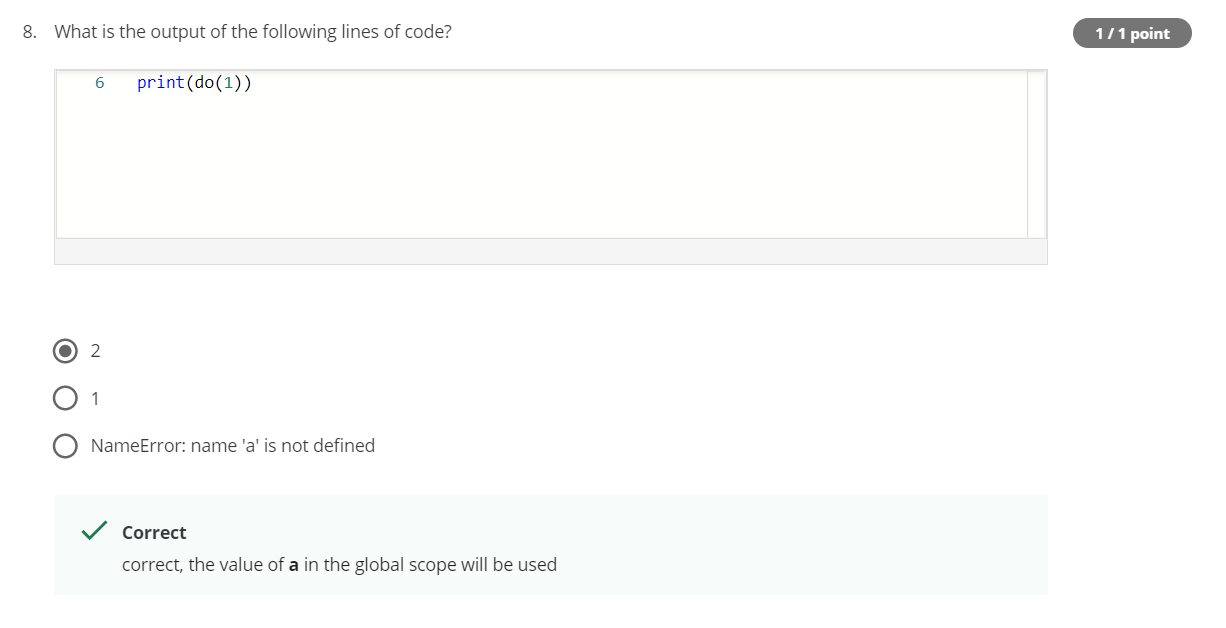 8. What is the output of the following lines of code?
1 / 1 point
6 print(do(1))
2
1
NameError: name 'a' is not defined
Correct
correct, the value of a in the global scope will be used